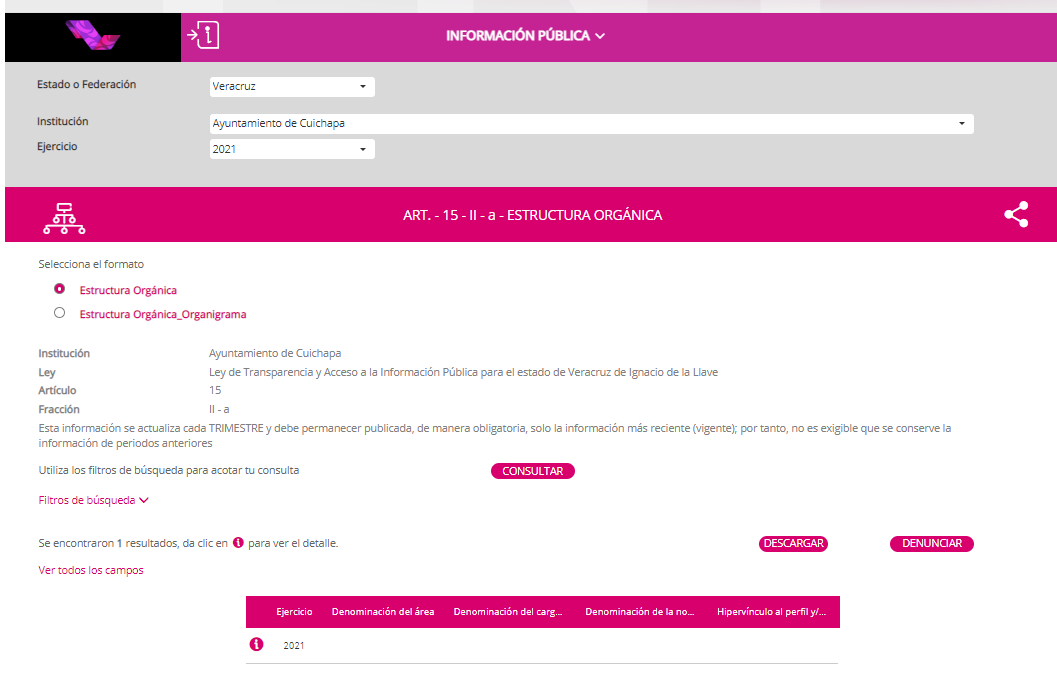 INFORMACIÓN PÚBLICA
Estado o Federación
Veracruz
Institución
Ayuntamiento de Cuichapa
Ejercicio
2021
ART. - 15 - II - a - ESTRUCTURA ORGÁNICA
Selecciona el formato
Estructura Orgánica
Estructura Orgánica_Organigrama
Institución Ayuntamiento de Cuichapa
Ley Ley de Transparencia y Acceso a la Información Pública para el estado de Veracruz de Ignacio de la Llave
Artículo 15
Fracción II - a
Esta información se actualiza cada TRIMESTRE y debe permanecer publicada, de manera obligatoria, solo la información más reciente (vigente); por tanto, no es exigible que se conserve la
información de periodos anteriores
Utiliza los filtros de búsqueda para acotar tu consulta
CONSULTAR
Filtros de búsqueda
Se encontraron 1 resultados, da clic en i para ver el detalle.
DESCARGAR
DENUNCIAR
Ver todos los campos
Ejercicio Denominación del área Denominación del carg... Denominación de la no... Hipervínculo al perfil y/...
i 2021